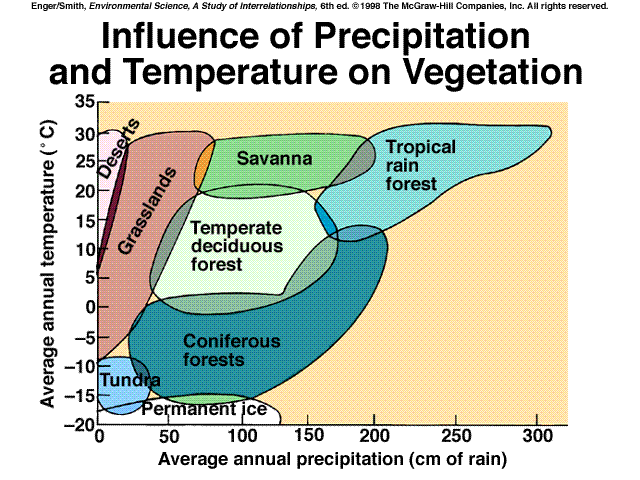 Enger/Smith, Environmental Science, A Study of Interrelationships, 6th ed. ©1998 The McGraw-Hill Companies, Inc. All rights reserved.
Influence of Precipitation
and Temperature on Vegetation
Average annual temperature (°C)
35
30
25
20
15
10
5
0
−5
−10
−15
−20
Deserts
Grasslands
Savanna
Tropical
rain
forest
Temperate
deciduous
forest
Coniferous
forests
Tundra
Permanent ice
0 50 100 150 200 250 300
Average annual precipitation (cm of rain)